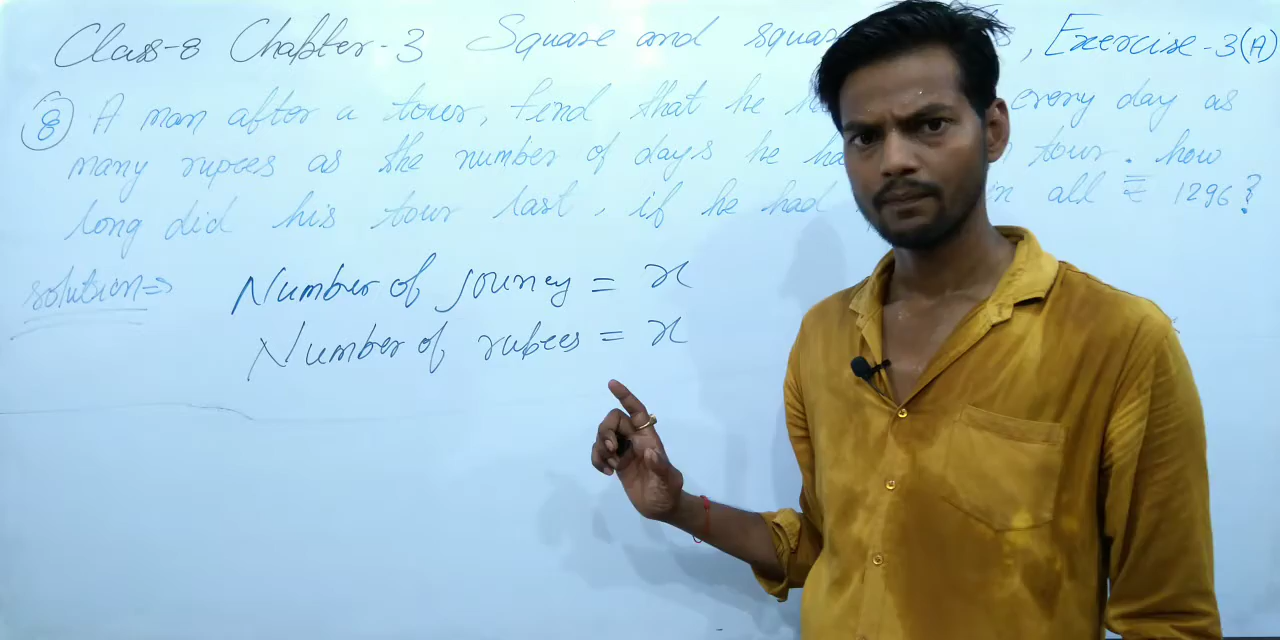 Class-8 Chapter-3 Square and squar , Exercise-3(A)
8 A man after a tour, find that he every day as
many rupees as the number of days he ha tour. how
long did his tour last, if he had in all ₹ 1296?
solution⇒ Number of jouney = x
Number of rupees = x